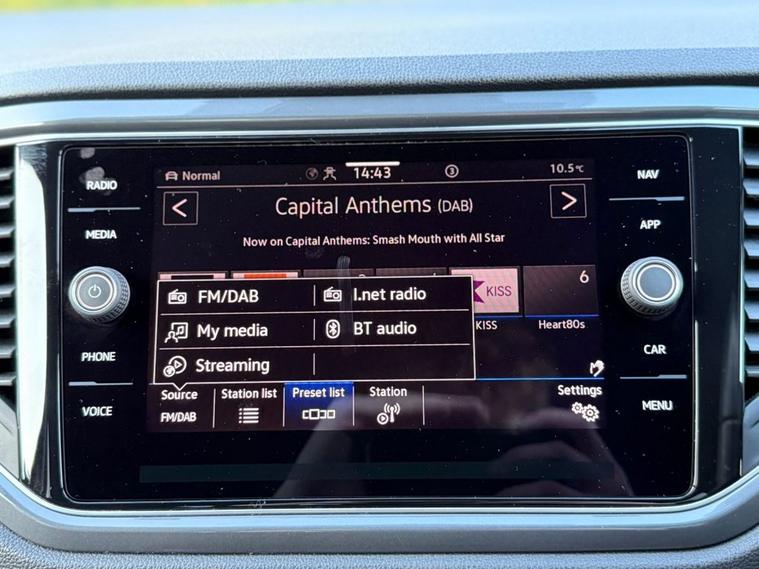 RADIO
MEDIA
PHONE
VOICE
Normal
14:43
3
10.5°C
Capital Anthems (DAB)
Now on Capital Anthems: Smash Mouth with All Star
6
KISS
KISS
Heart80s
FM/DAB
I.net radio
My media
BT audio
Streaming
Source
FM/DAB
Station list
Preset list
Station
Settings
NAV
APP
CAR
MENU